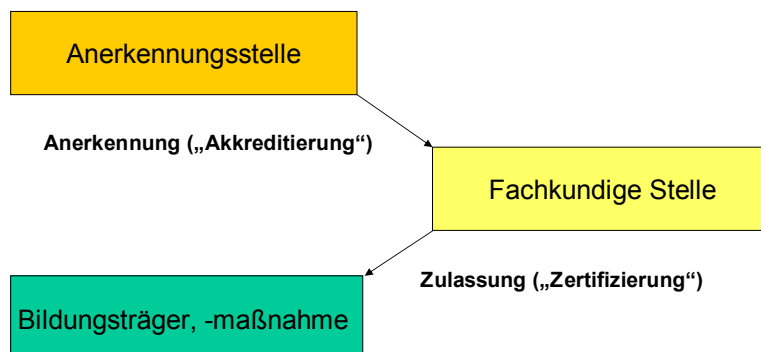 Anerkennungsstelle
Anerkennung („Akkreditierung“)
Fachkundige Stelle
Zulassung („Zertifizierung“)
Bildungsträger, -maßnahme